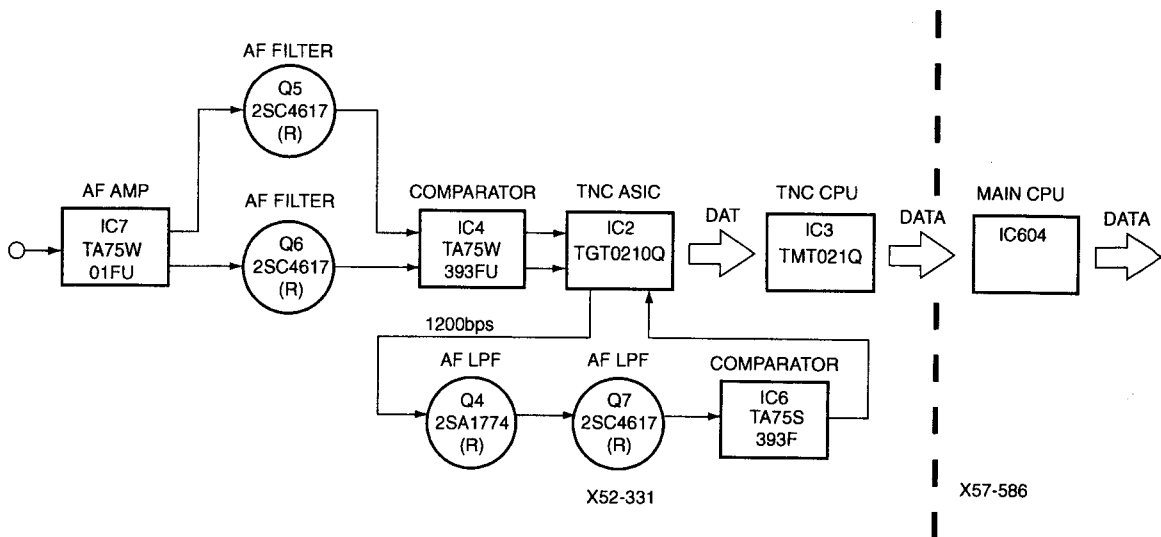 AF FILTER
Q5
2SC4617
(R)
AF AMP
IC7
TA75W
01FU
AF FILTER
Q6
2SC4617
(R)
COMPARATOR
IC4
TA75W
393FU
TNC ASIC
IC2
TGT0210Q
DAT
TNC CPU
IC3
TMT021Q
DATA
MAIN CPU
IC604
DATA
1200bps
AF LPF
Q4
2SA1774
(R)
AF LPF
Q7
2SC4617
(R)
COMPARATOR
IC6
TA75S
393F
X52-331
X57-586